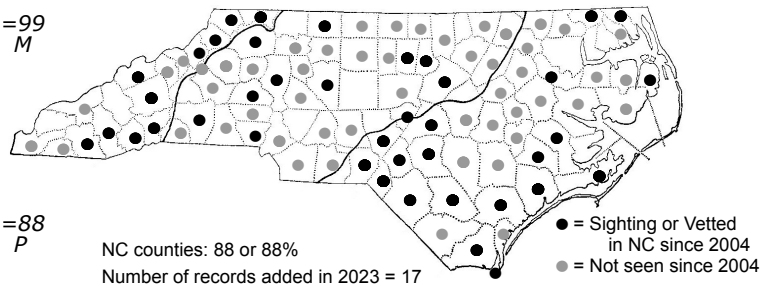 =99
M
=88
P
NC counties: 88 or 88%
Number of records added in 2023 = 17
= Sighting or Vetted
in NC since 2004
= Not seen since 2004